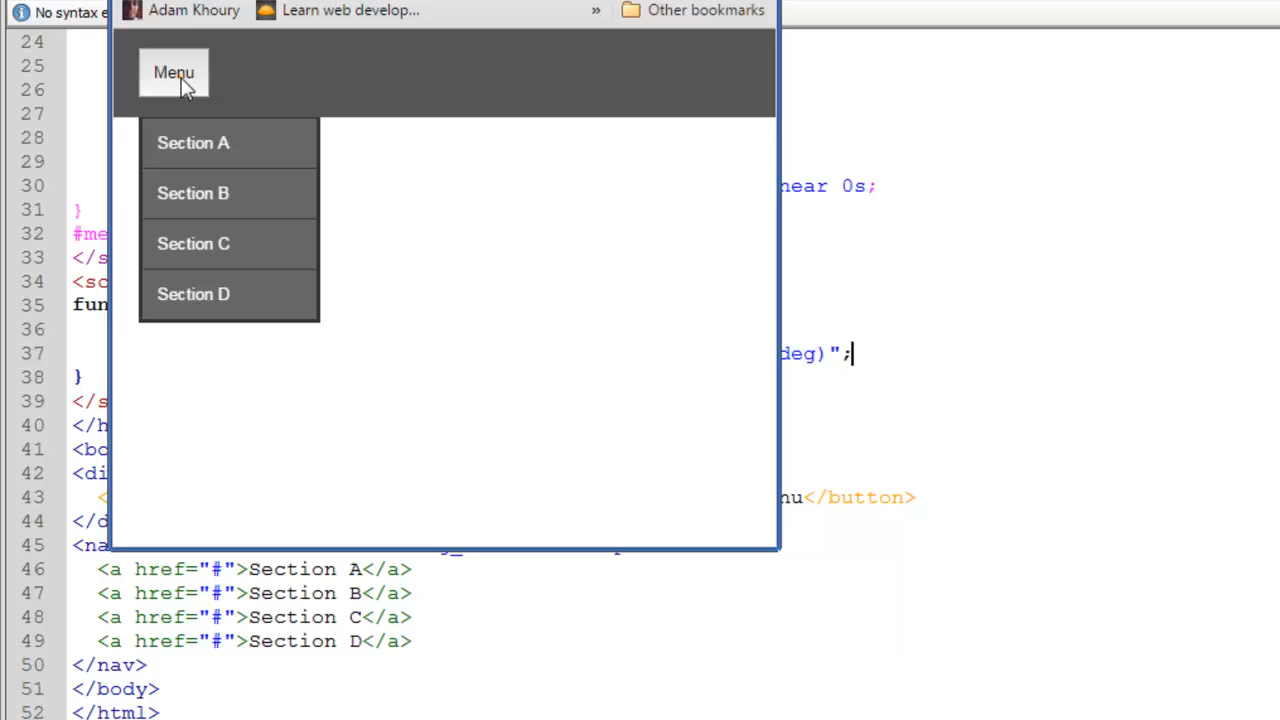 No syntax e
Adam Khoury
Learn web develop...
»
Other bookmarks
Menu
Section A
Section B
Section C
Section D
24
25
26
27
28
29
30 near 0s;
31 }
32 #me
33 </s
34 <sc
35 fun
36
37 deg)";
38 }
39 </s
40 </h
41 <bo
42 <di
43 < nu</button>
44 </d
45 <na
46 <a href="#">Section A</a>
47 <a href="#">Section B</a>
48 <a href="#">Section C</a>
49 <a href="#">Section D</a>
50 </nav>
51 </body>
52 </html>